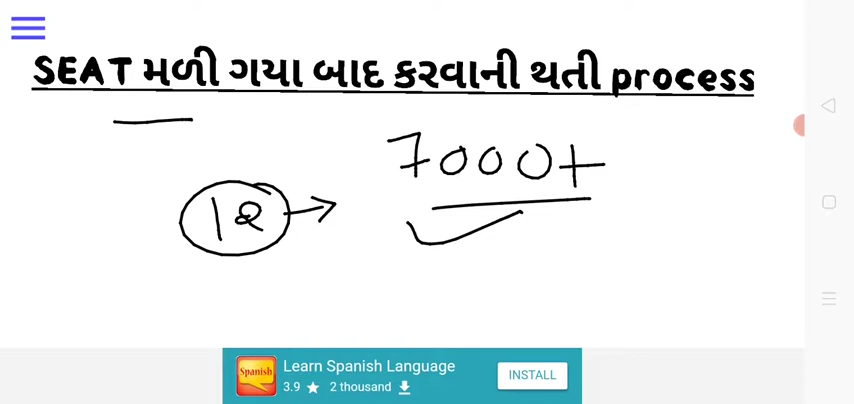 SEAT મળી ગયા બાદ કરવાની થતી process
7000+
12
Spanish
Learn Spanish Language
3.9 ★ 2 thousand
INSTALL